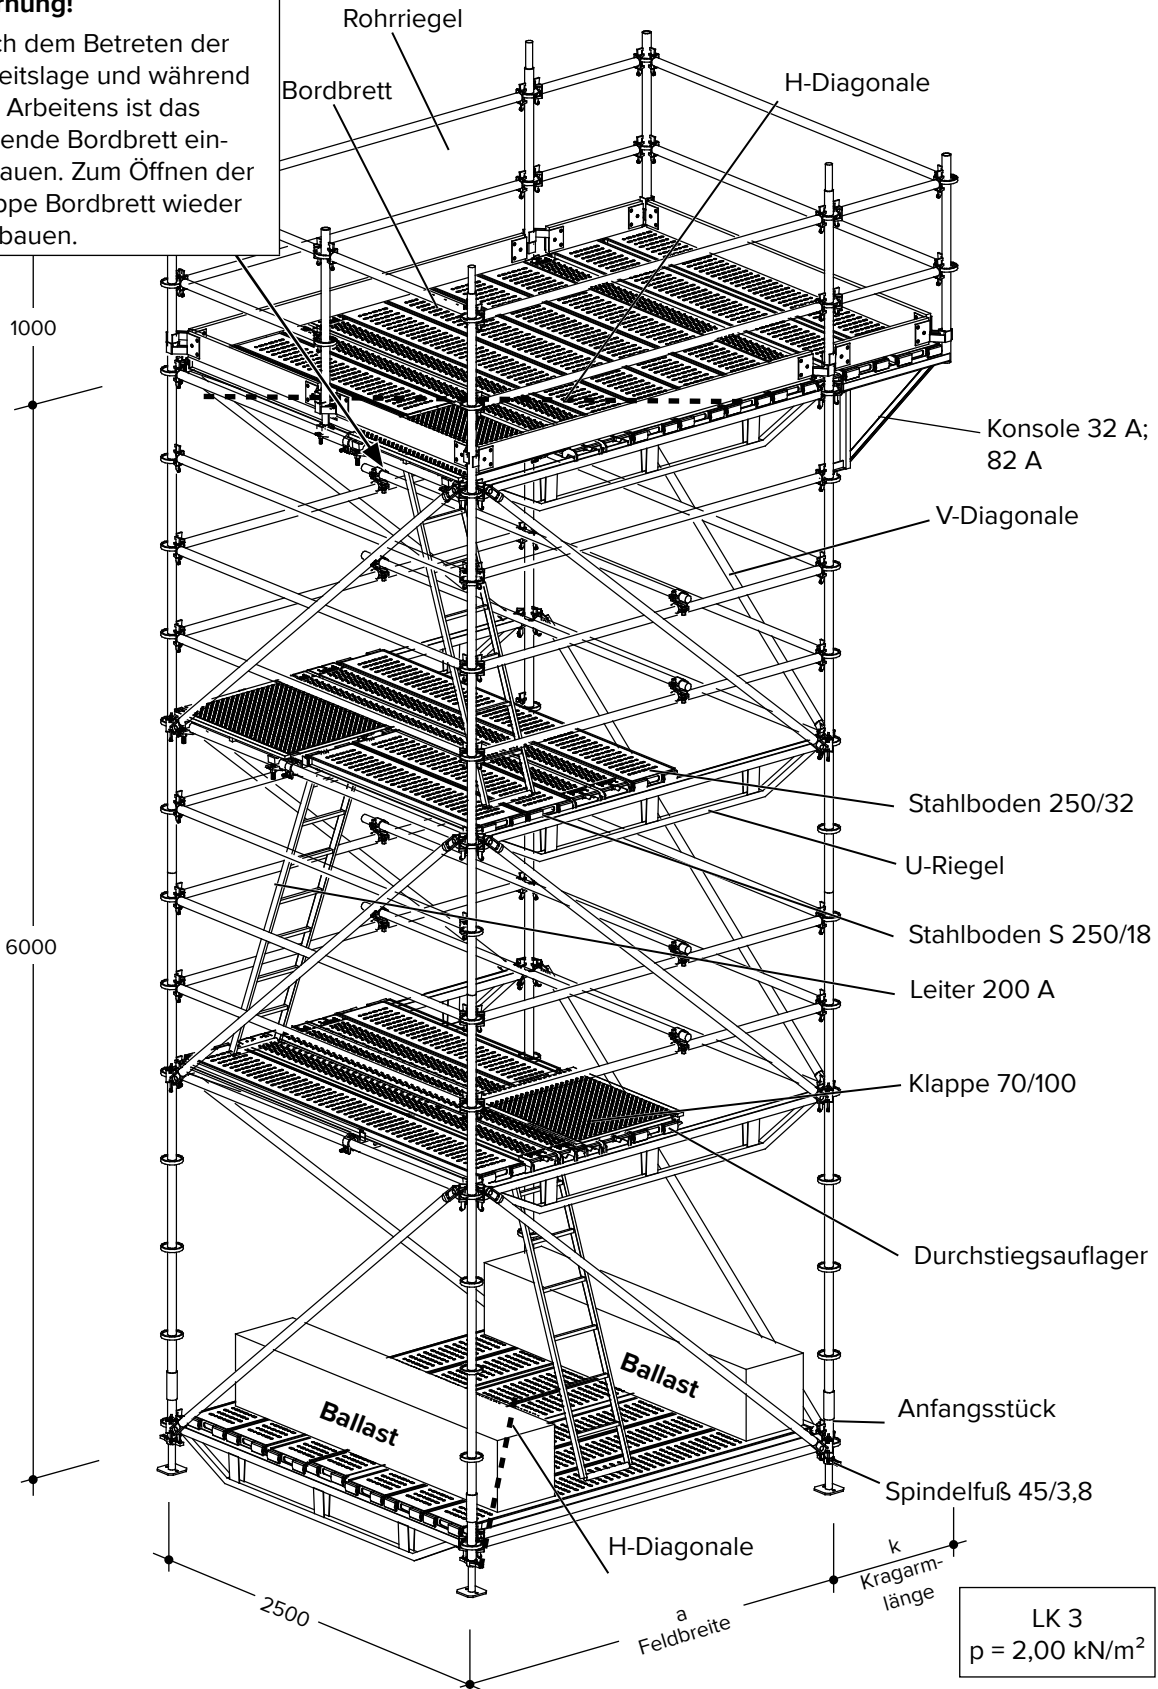 rnung!
ch dem Betreten der
eitslage und während
Arbeitens ist das
ende Bordbrett ein-
auen. Zum Öffnen der
ppe Bordbrett wieder
bauen.
Rohrriegel
Bordbrett
H-Diagonale
1000
Konsole 32 A;
82 A
V-Diagonale
Stahlboden 250/32
U-Riegel
Stahlboden S 250/18
6000
Leiter 200 A
Klappe 70/100
Durchstiegsauflager
Ballast
Ballast
Anfangsstück
Spindelfuß 45/3,8
H-Diagonale
2500
a
Feldbreite
k
Kragarm-
länge
LK 3
p = 2,00 kN/m²